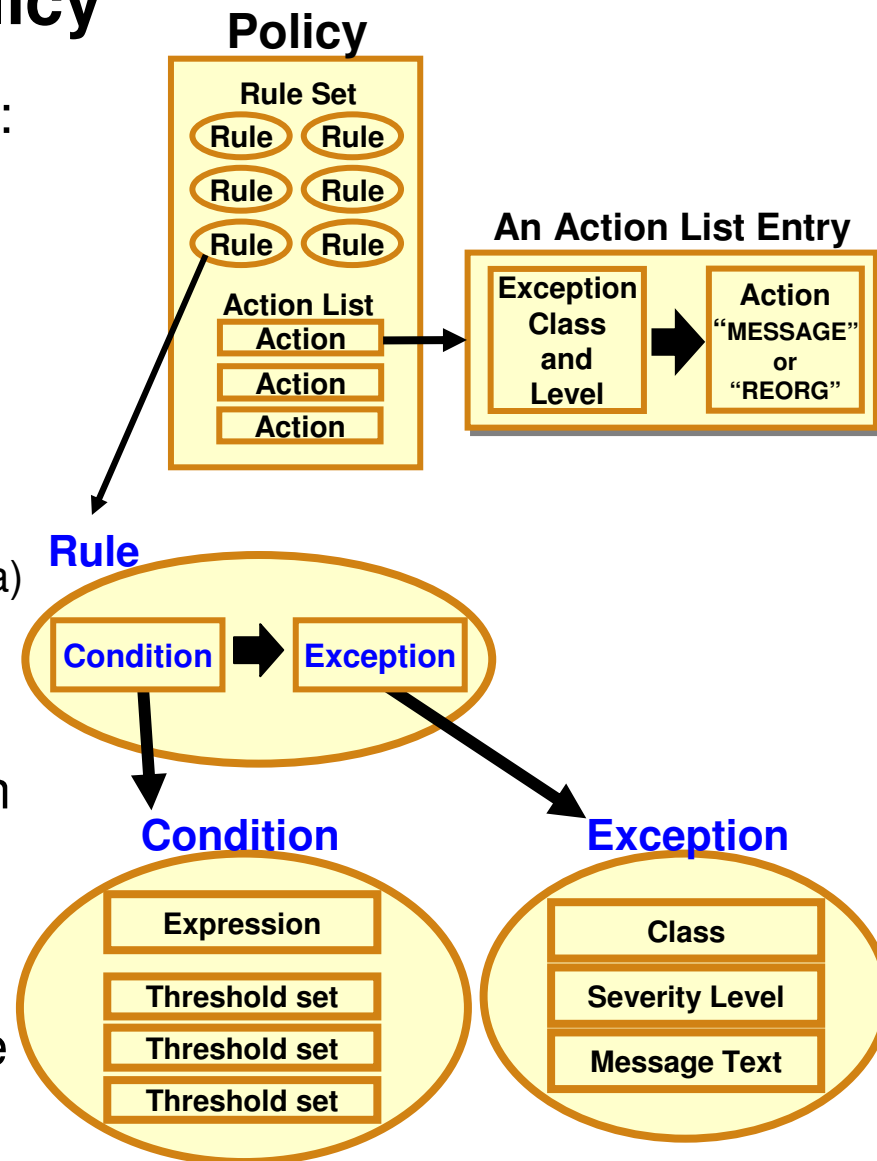 Policy
:
Rule Set
Rule Rule
Rule Rule
Rule Rule
Action List
Action
Action
Action
An Action List Entry
Exception
Class
and
Level
Action
“MESSAGE”
or
“REORG”
a)
Rule
Condition
Exception
Condition
Expression
Threshold set
Threshold set
Threshold set
Exception
Class
Severity Level
Message Text